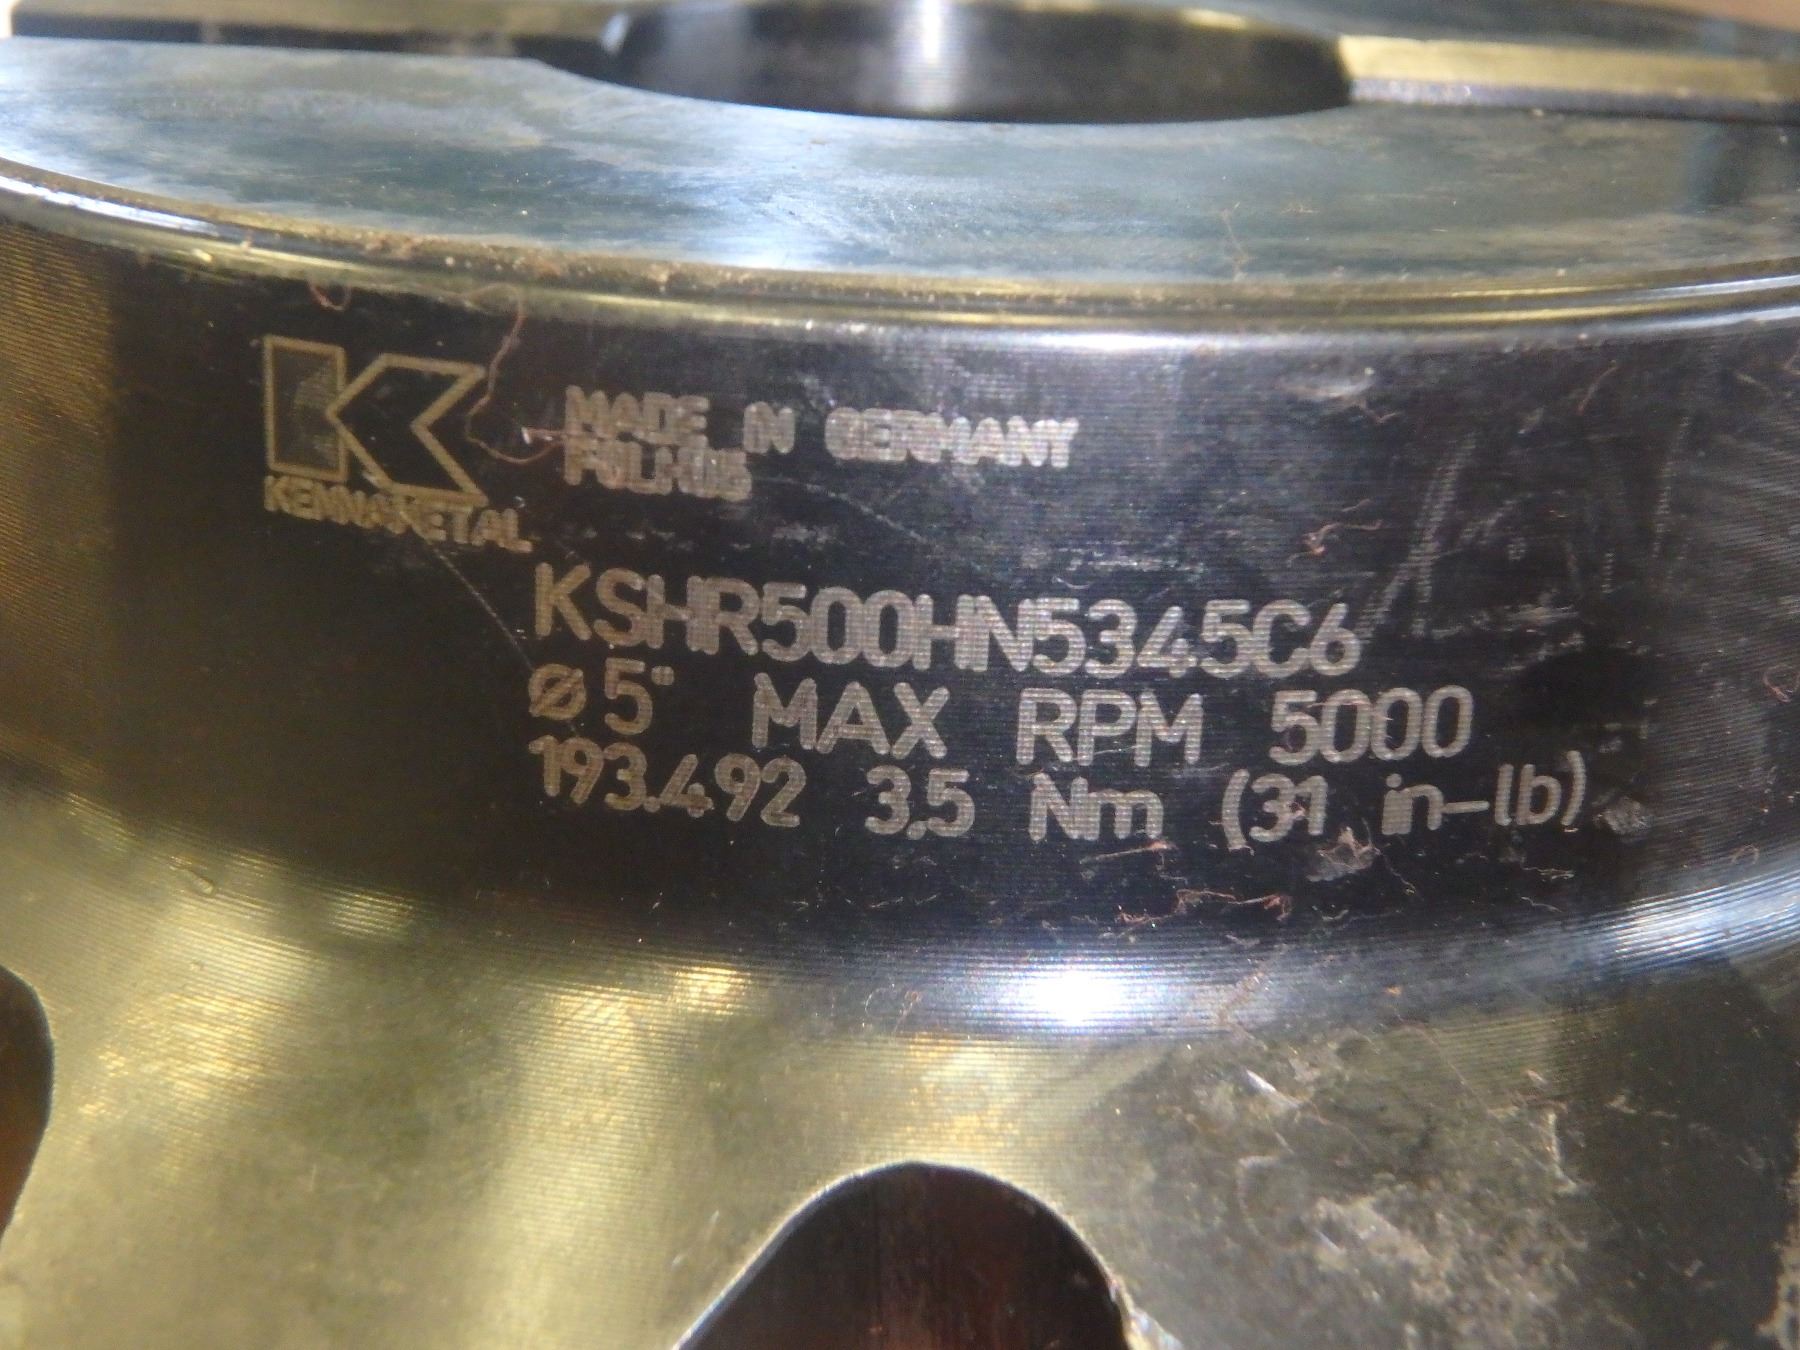 KENNAMETAL
MADE IN GERMANY
KSHR500HN5345C6
Ø5" MAX RPM 5000
193.492 3.5 Nm (31 in-lb)